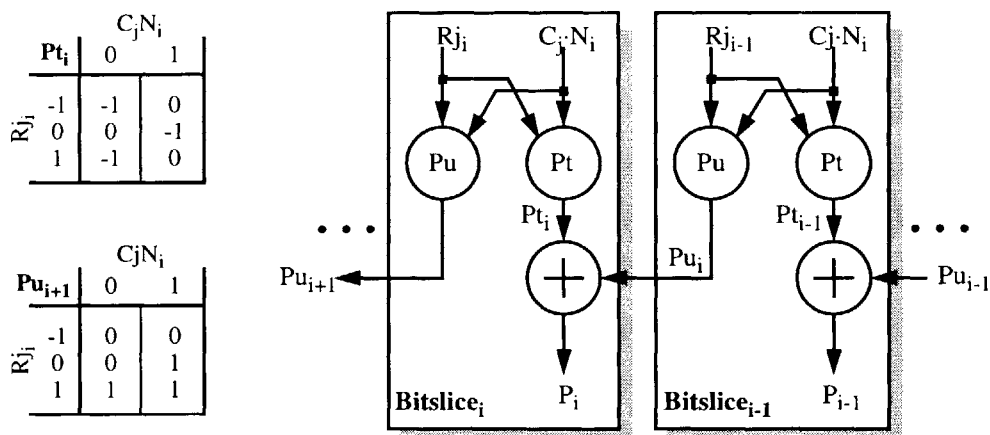 CjNi
Pti 0 1
Rji
-1 -1 0
0 0 -1
1 -1 0
CjNi
Pui+1 0 1
Rji
-1 0 0
0 0 1
1 1 1
Rji Cj·Ni
Pu Pt
Pti
• • •
Pui+1
+
Pi
Bitslicei
Rji-1 Cj·Ni
Pu Pt
Pti-1
• • •
Pui
+
Pui-1
Pi-1
Bitslicei-1